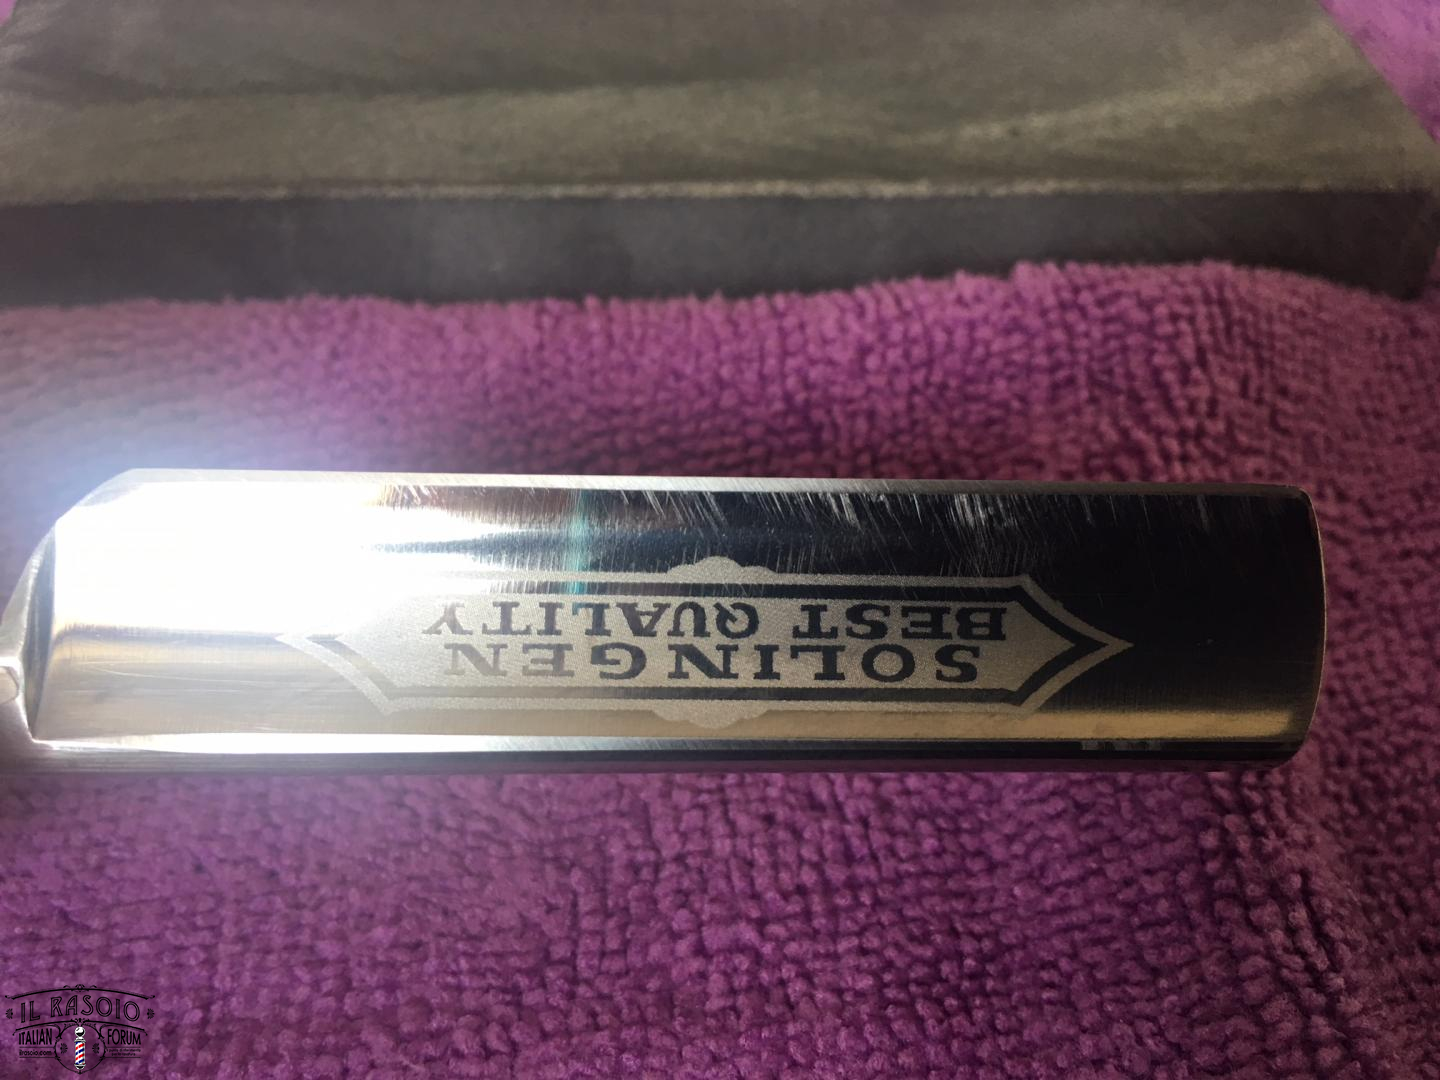 SOLINGEN
BEST QUALITY
IL RASOIO
ITALIAN FORUM